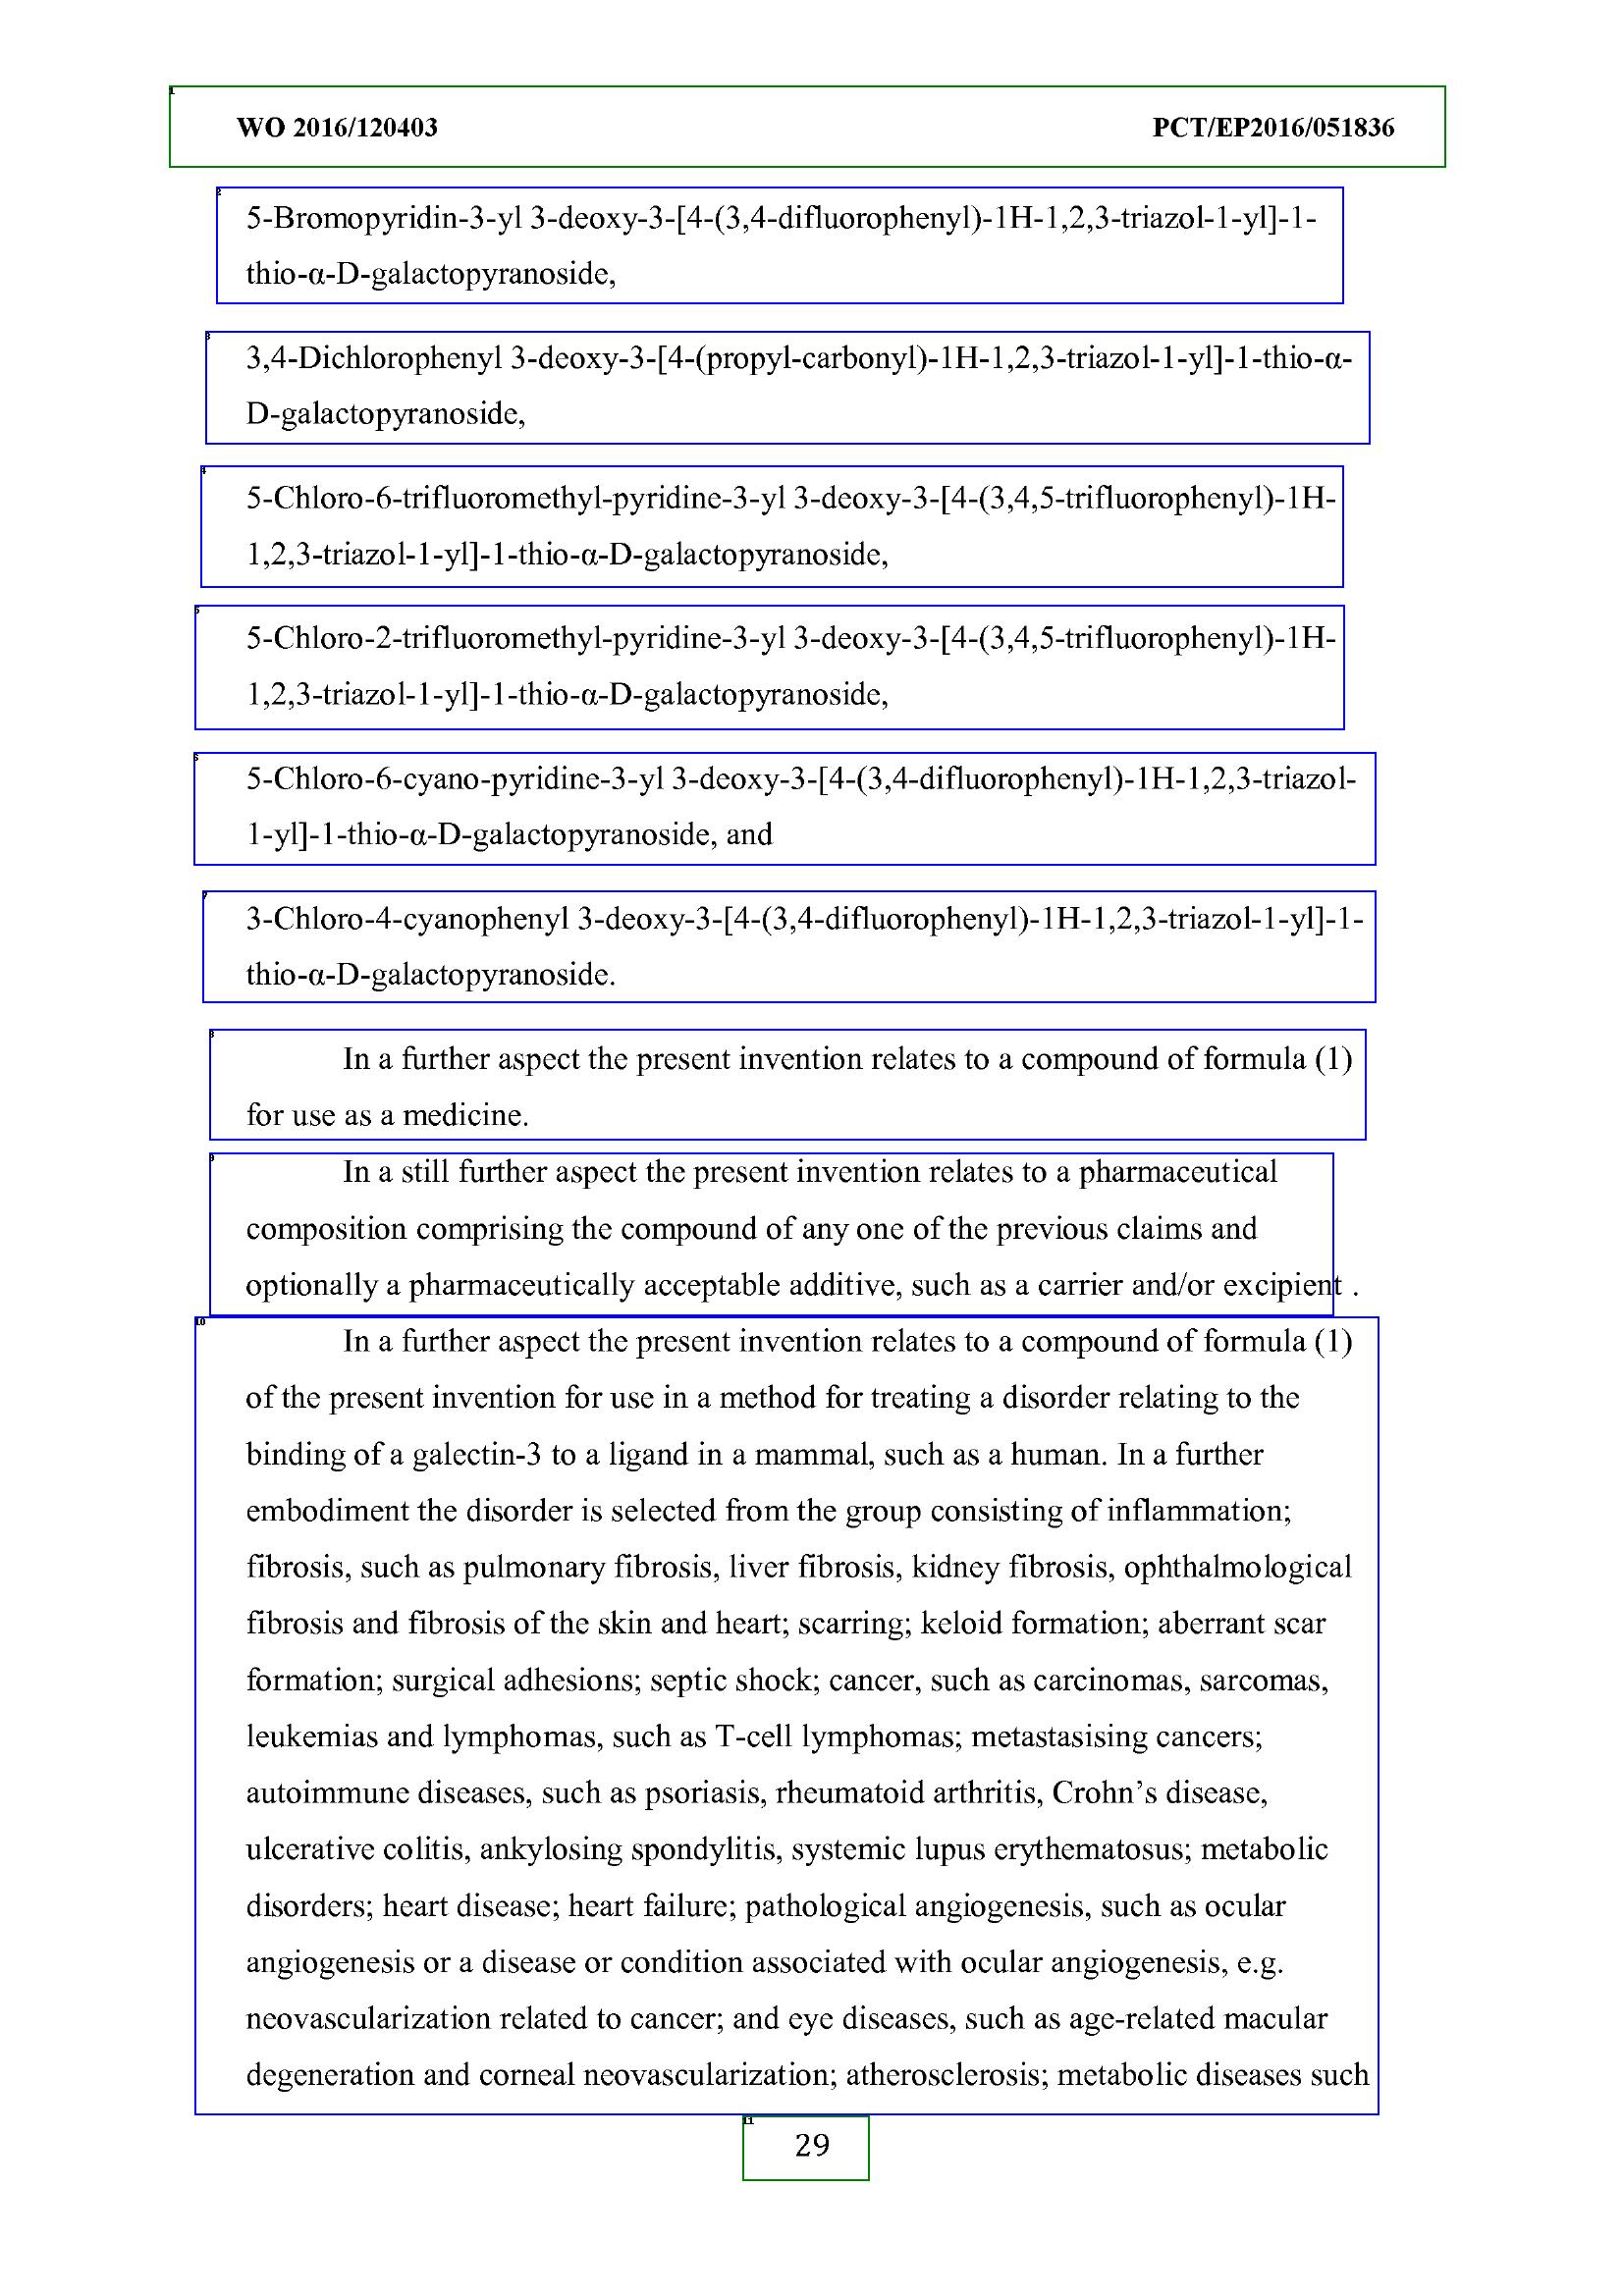 WO 2016/120403 PCT/EP2016/051836
5-Bromopyridin-3-yl 3-deoxy-3-[4-(3,4-difluorophenyl)-1H-1,2,3-triazol-1-yl]-1-
thio-α-D-galactopyranoside,
3,4-Dichlorophenyl 3-deoxy-3-[4-(propyl-carbonyl)-1H-1,2,3-triazol-1-yl]-1-thio-α-
D-galactopyranoside,
5-Chloro-6-trifluoromethyl-pyridine-3-yl 3-deoxy-3-[4-(3,4,5-trifluorophenyl)-1H-
1,2,3-triazol-1-yl]-1-thio-α-D-galactopyranoside,
5-Chloro-2-trifluoromethyl-pyridine-3-yl 3-deoxy-3-[4-(3,4,5-trifluorophenyl)-1H-
1,2,3-triazol-1-yl]-1-thio-α-D-galactopyranoside,
5-Chloro-6-cyano-pyridine-3-yl 3-deoxy-3-[4-(3,4-difluorophenyl)-1H-1,2,3-triazol-
1-yl]-1-thio-α-D-galactopyranoside, and
3-Chloro-4-cyanophenyl 3-deoxy-3-[4-(3,4-difluorophenyl)-1H-1,2,3-triazol-1-yl]-1-
thio-α-D-galactopyranoside.
In a further aspect the present invention relates to a compound of formula (1)
for use as a medicine.
In a still further aspect the present invention relates to a pharmaceutical
composition comprising the compound of any one of the previous claims and
optionally a pharmaceutically acceptable additive, such as a carrier and/or excipient .
In a further aspect the present invention relates to a compound of formula (1)
of the present invention for use in a method for treating a disorder relating to the
binding of a galectin-3 to a ligand in a mammal, such as a human. In a further
embodiment the disorder is selected from the group consisting of inflammation;
fibrosis, such as pulmonary fibrosis, liver fibrosis, kidney fibrosis, ophthalmological
fibrosis and fibrosis of the skin and heart; scarring; keloid formation; aberrant scar
formation; surgical adhesions; septic shock; cancer, such as carcinomas, sarcomas,
leukemias and lymphomas, such as T-cell lymphomas; metastasising cancers;
autoimmune diseases, such as psoriasis, rheumatoid arthritis, Crohn’s disease,
ulcerative colitis, ankylosing spondylitis, systemic lupus erythematosus; metabolic
disorders; heart disease; heart failure; pathological angiogenesis, such as ocular
angiogenesis or a disease or condition associated with ocular angiogenesis, e.g.
neovascularization related to cancer; and eye diseases, such as age-related macular
degeneration and corneal neovascularization; atherosclerosis; metabolic diseases such
29